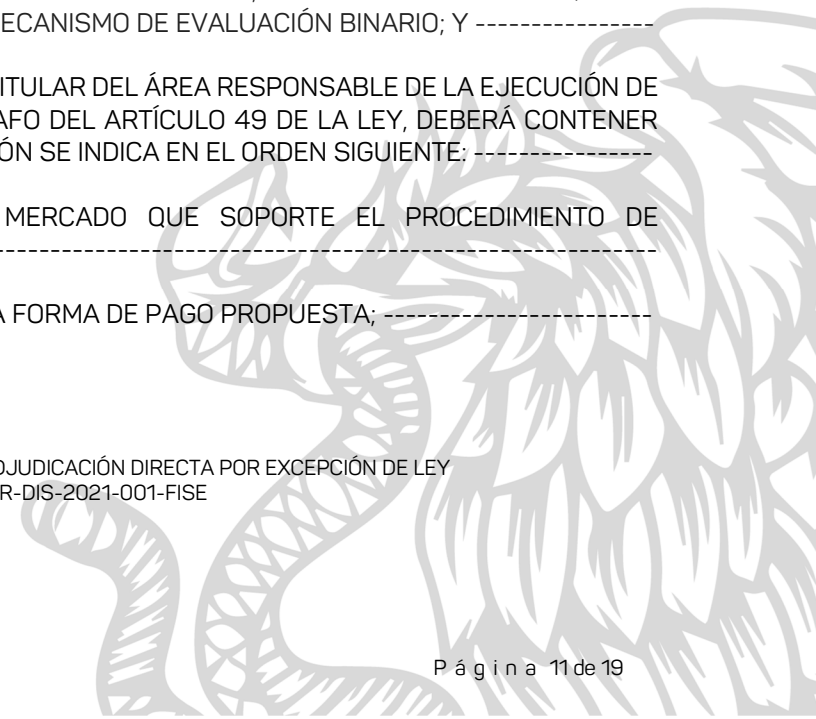 ECANISMO DE EVALUACIÓN BINARIO; Y ----------------
ITULAR DEL ÁREA RESPONSABLE DE LA EJECUCIÓN DE
AFO DEL ARTÍCULO 49 DE LA LEY, DEBERÁ CONTENER
ÓN SE INDICA EN EL ORDEN SIGUIENTE: ----------------
MERCADO QUE SOPORTE EL PROCEDIMIENTO DE
------------------------------------------------------------
A FORMA DE PAGO PROPUESTA; ------------------------
DJUDICACIÓN DIRECTA POR EXCEPCIÓN DE LEY
R-DIS-2021-001-FISE
P á g i n a 11 de 19